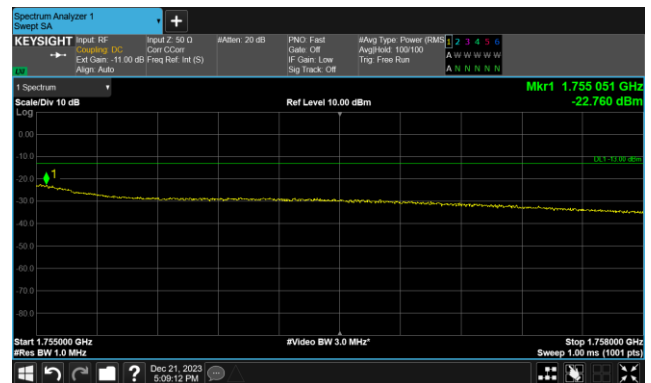 Spectrum Analyzer 1
Swept SA
+
KEYSIGHT Input: RF Input Z: 50 Ω #Atten: 20 dB PNO: Fast #Avg Type: Power (RMS 1 2 3 4 5 6
Coupling: DC Corr CCorr Gate: Off Avg|Hold: 100/100 A W W W W W
Ext Gain: -11.00 dB Freq Ref: Int (S) IF Gain: Low Trig: Free Run
Align: Auto Sig Track: Off A N N N N N
1 Spectrum Mkr1 1.755 051 GHz
Scale/Div 10 dB Ref Level 10.00 dBm -22.760 dBm
Log
0.00
-10.0
DL1 -13.00 dBm
1
-20.0
-30.0
-40.0
-50.0
-60.0
-70.0
-80.0
Start 1.755000 GHz #Video BW 3.0 MHz* Stop 1.758000 GHz
#Res BW 1.0 MHz Sweep 1.00 ms (1001 pts)
? Dec 21, 2023
5:09:12 PM